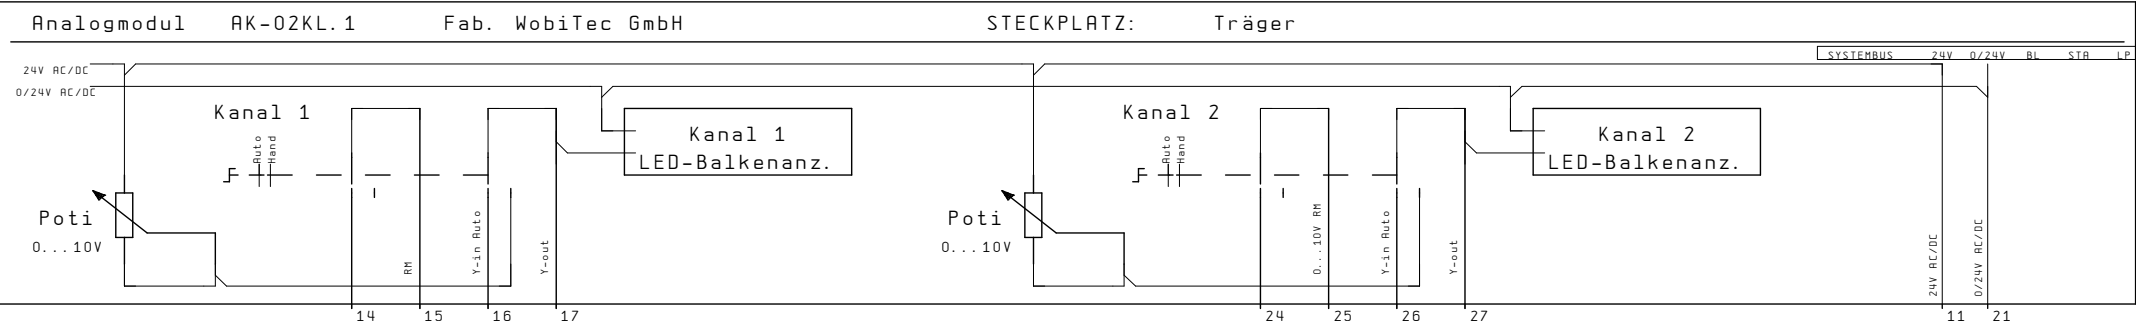 Analogmodul AK-02KL.1 Fab. WobiTec GmbH STECKPLATZ: Träger
SYSTEMBUS 24V 0/24V BL STA LP
24V AC/DC
0/24V AC/DC
Kanal 1
Auto
Hand
Kanal 1
LED-Balkenanz.
Poti
0...10V
RM
Y-in Auto
Y-out
14 15 16 17
Kanal 2
Auto
Hand
Kanal 2
LED-Balkenanz.
Poti
0...10V
0...10V RM
Y-in Auto
Y-out
24V AC/DC
0/24V AC/DC
24 25 26 27 11 21